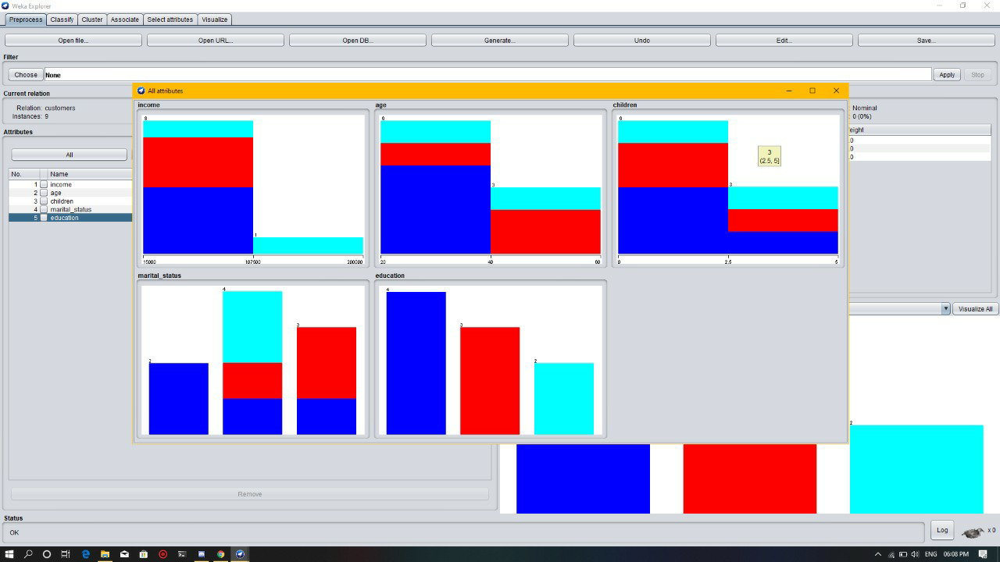 Weka Explorer
Preprocess Classify Cluster Associate Select attributes Visualize
Open file... Open URL... Open DB... Generate... Undo Edit... Save...
Filter
Choose None Apply Stop
Current relation
Relation: customers
Instances: 9
Attributes
All
No. Name
1 income
2 age
3 children
4 marital_status
5 education
Remove
All attributes
income
8
1
15000 107500 200000
age
6
3
20 40 60
children
6
3
3
(2.5, 5]
0 2.5 5
marital_status
2
4
3
education
4
3
2
Nominal
0 (0%)
eight
0
0
0
Visualize All
2
Status
OK
Log
x 0
ENG 06:08 PM